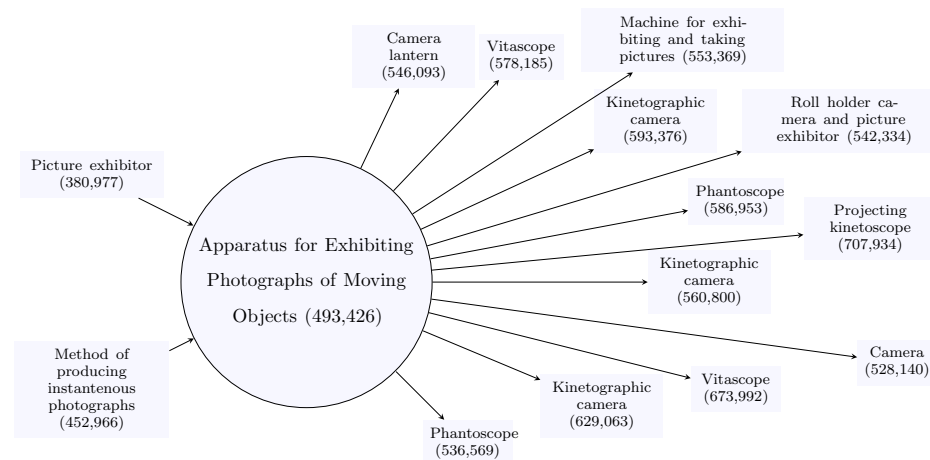 Camera
lantern
(546,093)
Vitascope
(578,185)
Machine for exhi-
biting and taking
pictures (553,369)
Kinetographic
camera
(593,376)
Roll holder ca-
mera and picture
exhibitor (542,334)
Picture exhibitor
(380,977)
Phantoscope
(586,953)
Projecting
kinetoscope
(707,934)
Apparatus for Exhibiting
Photographs of Moving
Objects (493,426)
Kinetographic
camera
(560,800)
Method of
producing
instantenous
photographs
(452,966)
Camera
(528,140)
Vitascope
(673,992)
Kinetographic
camera
(629,063)
Phantoscope
(536,569)